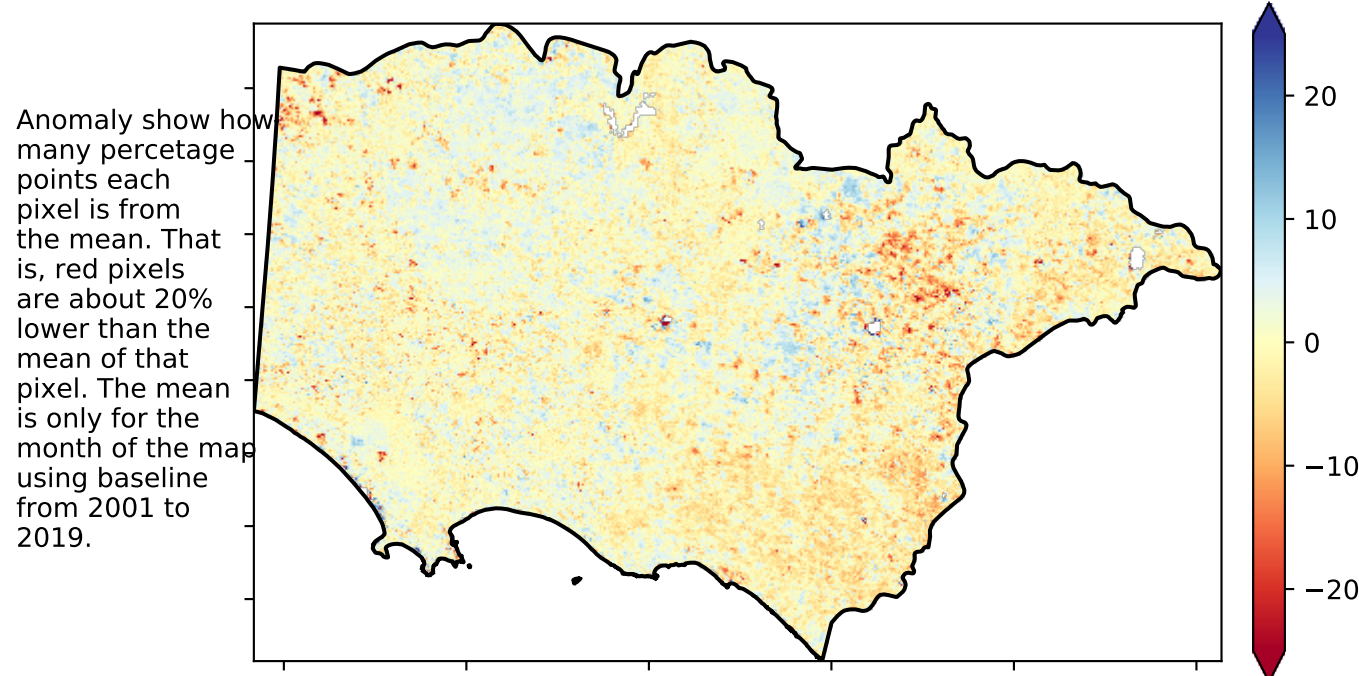 Anomaly show how
many percetage
points each
pixel is from
the mean. That
is, red pixels
are about 20%
lower than the
mean of that
pixel. The mean
is only for the
month of the map
using baseline
from 2001 to
2019.
20
10
0
−10
−20